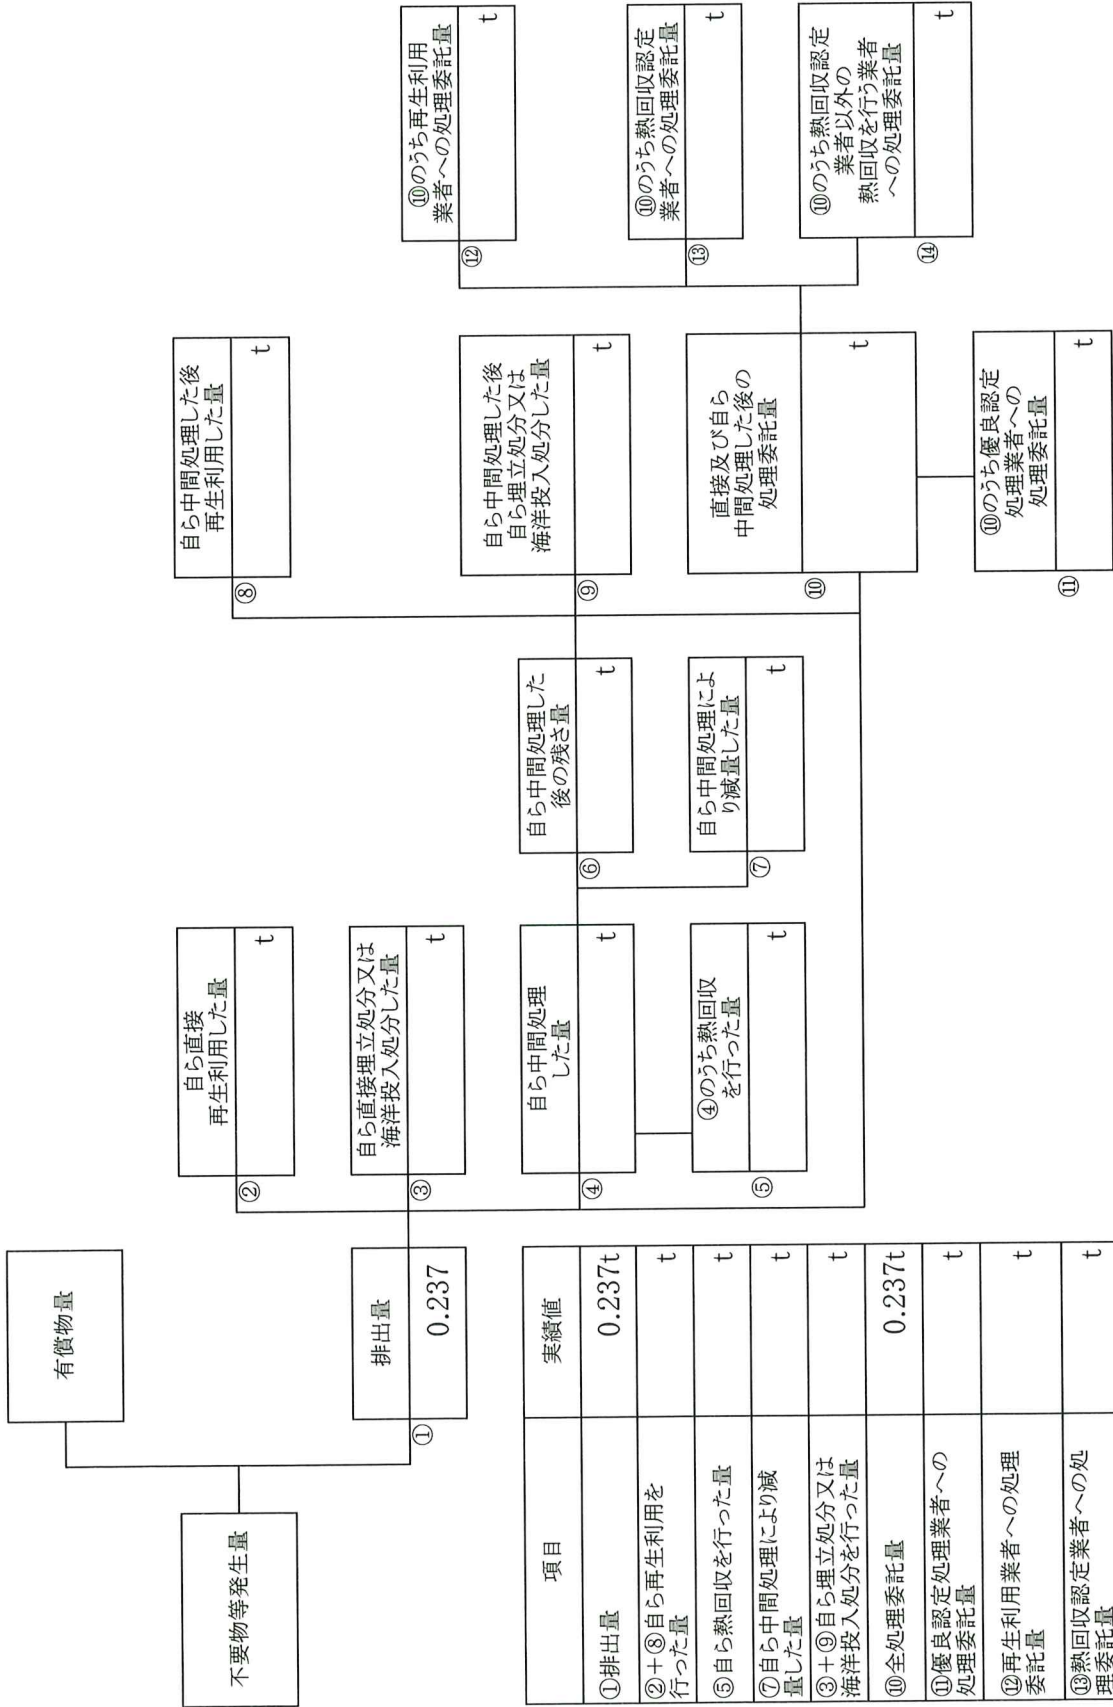 不要物等発生量
有償物量
①
排出量
0.237
②
自ら直接
再生利用した量
t
③
自ら直接埋立処分又は
海洋投入処分した量
t
④
自ら中間処理
した量
t
⑤
④のうち熱回収
を行った量
t
⑥
自ら中間処理した
後の残さ量
t
⑦
自ら中間処理によ
り減量した量
t
⑧
自ら中間処理した後
再生利用した量
t
⑨
自ら中間処理した後
自ら埋立処分又は
海洋投入処分した量
t
⑩
直接及び自ら
中間処理した後の
処理委託量
t
⑪
⑩のうち優良認定
処理業者への
処理委託量
t
⑫
⑩のうち再生利用
業者への処理委託量
t
⑬
⑩のうち熱回収認定
業者への処理委託量
t
⑭
⑩のうち熱回収認定
業者以外の
熱回収を行う業者
への処理委託量
t
項目 実績値
①排出量 0.237t
②+⑧自ら再生利用を
行った量 t
⑤自ら熱回収を行った量 t
⑦自ら中間処理により減
量した量 t
③+⑨自ら埋立処分又は
海洋投入処分を行った量 t
⑩全処理委託量 0.237t
⑪優良認定処理業者への
処理委託量 t
⑫再生利用業者への処理
委託量 t
⑬熱回収認定業者への処
理委託量 t